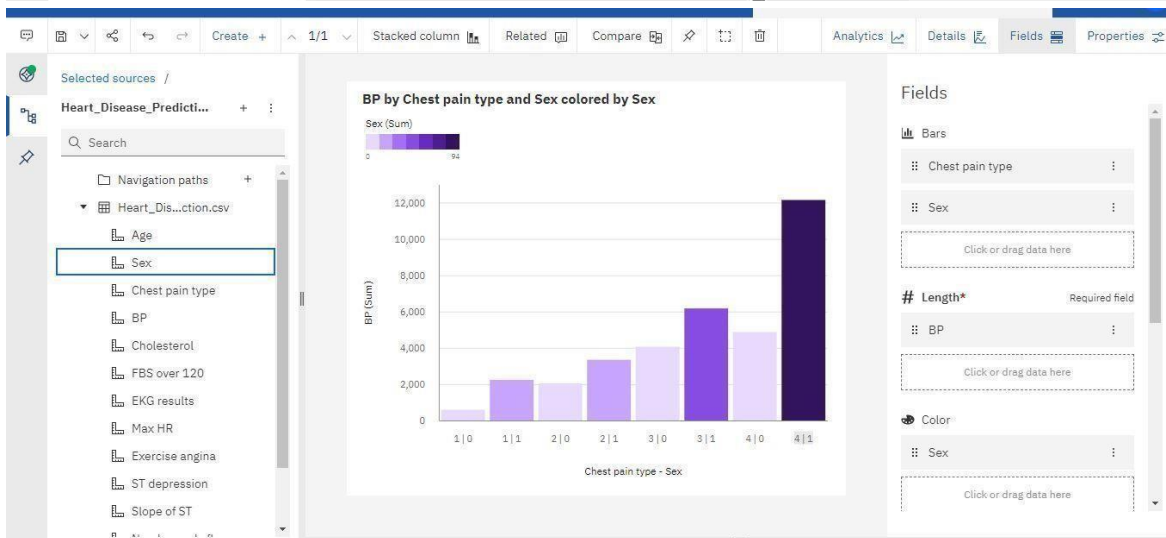 Create + 1/1 Stacked column Related Compare Analytics Details Fields Properties
Selected sources /
Heart_Disease_Predicti... +
Search
Navigation paths +
Heart_Dis...ction.csv
Age
Sex
Chest pain type
BP
Cholesterol
FBS over 120
EKG results
Max HR
Exercise angina
ST depression
Slope of ST
BP by Chest pain type and Sex colored by Sex
Sex (Sum)
0 94
BP (Sum)
12,000
10,000
8,000
6,000
4,000
2,000
0
1|0 1|1 2|0 2|1 3|0 3|1 4|0 4|1
Chest pain type - Sex
Fields
Bars
Chest pain type
Sex
Click or drag data here
# Length* Required field
BP
Click or drag data here
Color
Sex
Click or drag data here